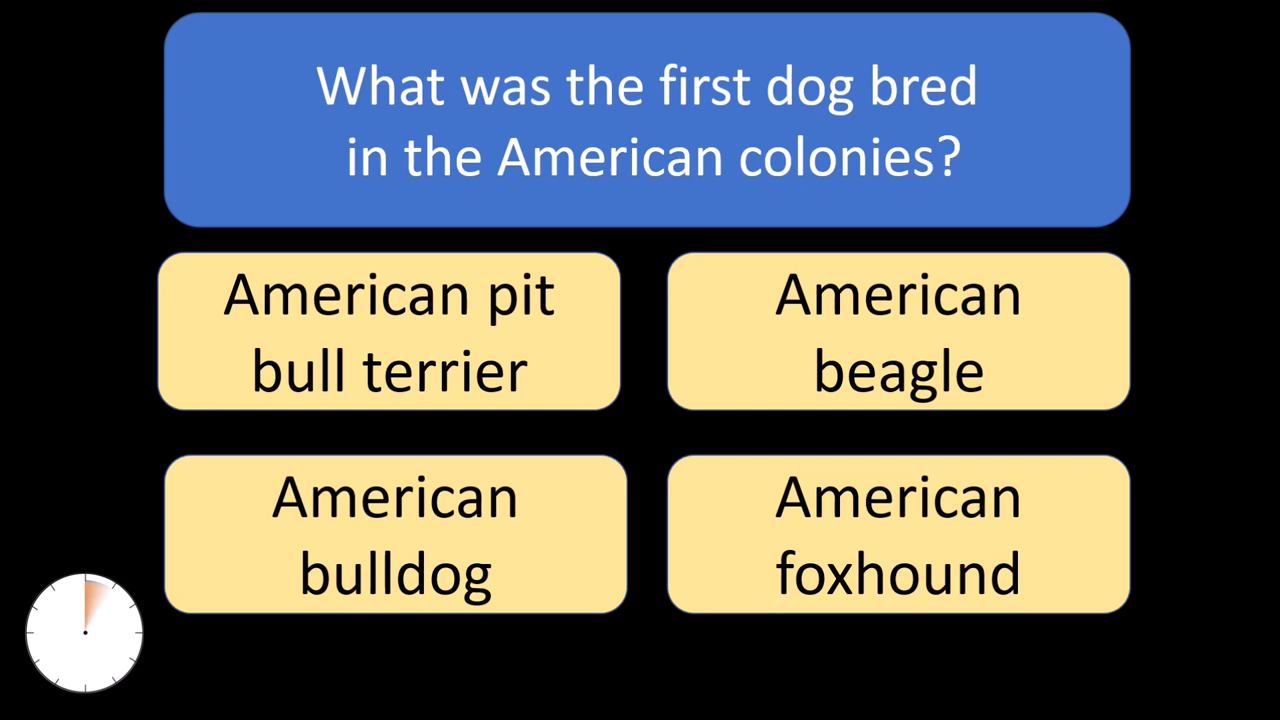 What was the first dog bred
in the American colonies?
American pit
bull terrier
American
beagle
American
bulldog
American
foxhound